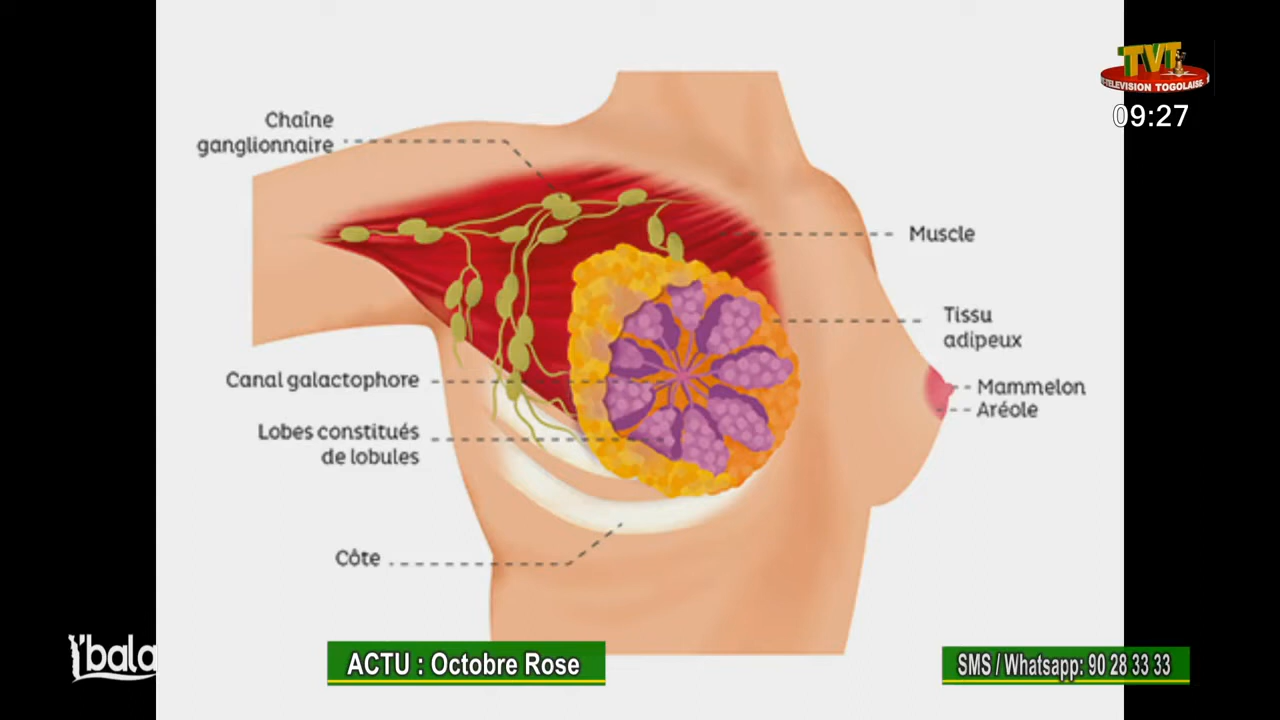 TVT
TELEVISION TOGOLAISE
09:27
Chaîne
ganglionnaire
Muscle
Tissu
adipeux
Canal galactophore
Mammelon
Aréole
Lobes constitués
de lobules
Côte
ACTU : Octobre Rose
SMS / Whatsapp: 90 28 33 33